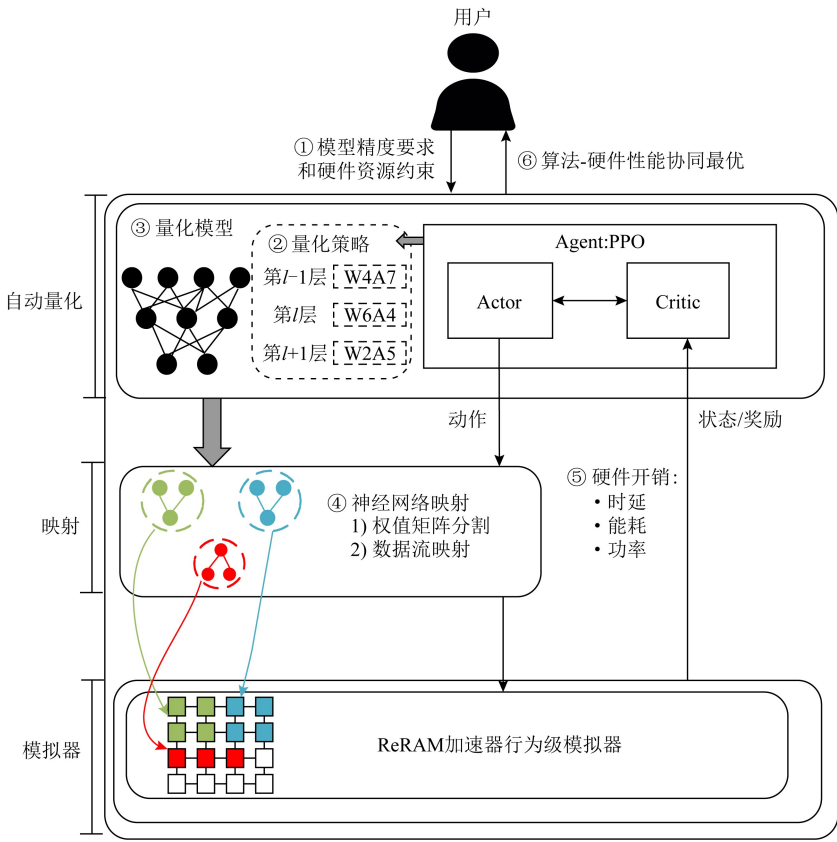 用户
① 模型精度要求
和硬件资源约束
⑥ 算法-硬件性能协同最优
③ 量化模型
② 量化策略
第l−1层 W4A7
第l层 W6A4
第l+1层 W2A5
Agent:PPO
Actor
Critic
自动量化
动作
状态/奖励
映射
④ 神经网络映射
1) 权值矩阵分割
2) 数据流映射
⑤ 硬件开销:
・时延
・能耗
・功率
模拟器
ReRAM加速器行为级模拟器